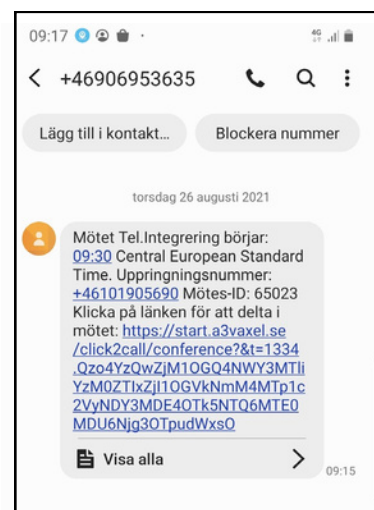 09:17
4G
+46906953635
Lägg till i kontakt...
Blockera nummer
torsdag 26 augusti 2021
Mötet Tel.Integrering börjar:
09:30 Central European Standard
Time. Uppringningsnummer:
+46101905690 Mötes-ID: 65023
Klicka på länken för att delta i
mötet: https://start.a3vaxel.se
/click2call/conference?&t=1334
.Qzo4YzQwZjM1OGQ4NWY3MTli
YzM0ZTIxZjI1OGVkNmM4MTp1c
2VyNDY3MDE4OTk5NTQ6MTE0
MDU6Njg3OTpudWxsO
Visa alla
09:15